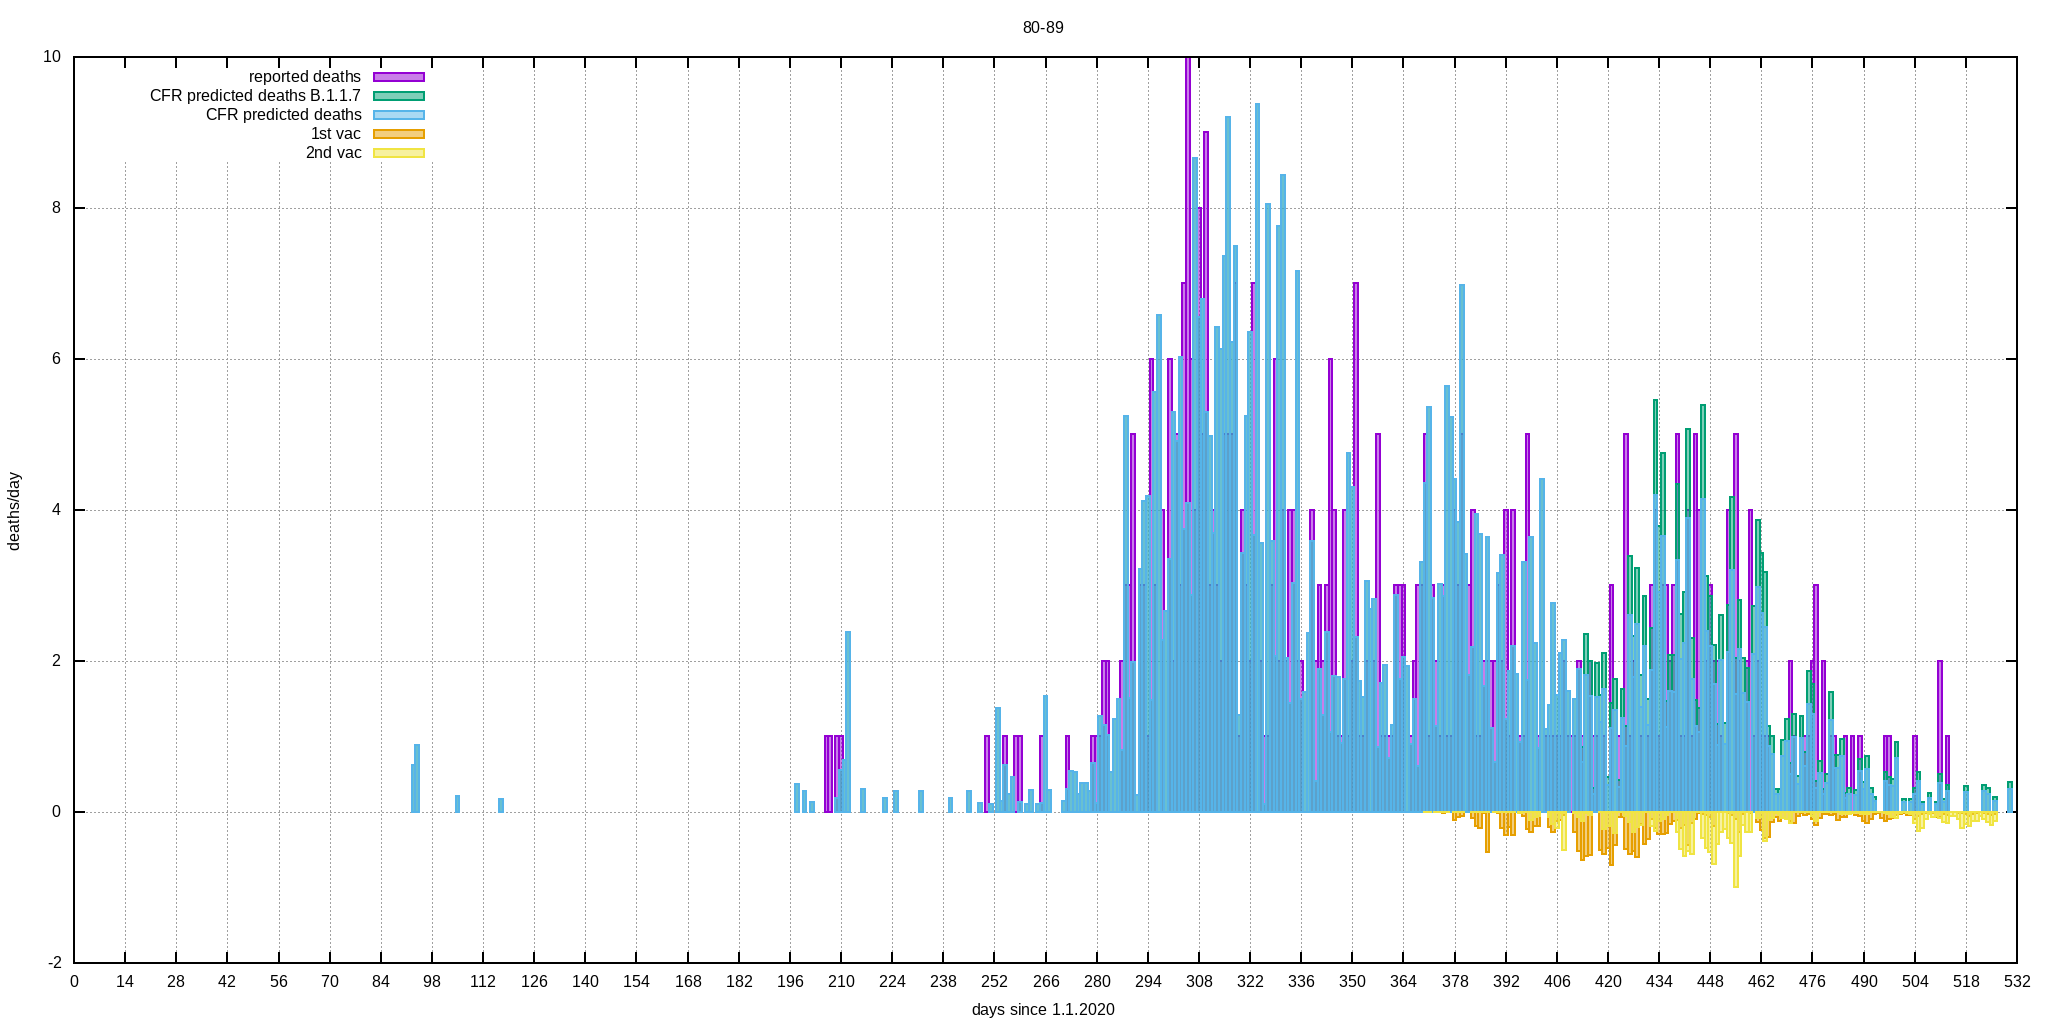 80-89
10
8
6
4
2
0
-2
deaths/day
reported deaths
CFR predicted deaths B.1.1.7
CFR predicted deaths
1st vac
2nd vac
0 14 28 42 56 70 84 98 112 126 140 154 168 182 196 210 224 238 252 266 280 294 308 322 336 350 364 378 392 406 420 434 448 462 476 490 504 518 532
days since 1.1.2020